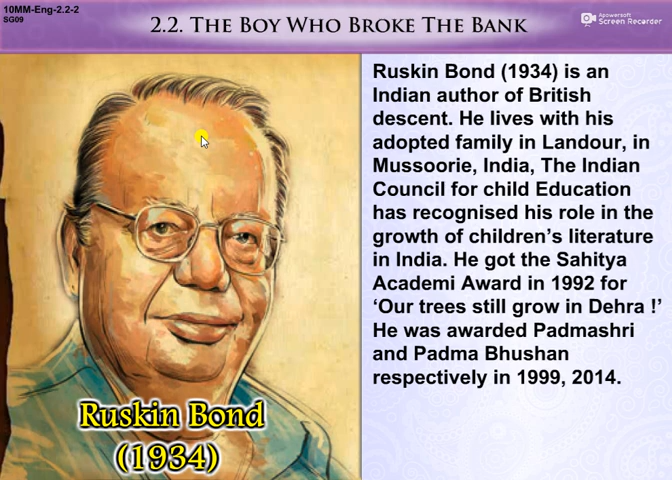 10MM-Eng-2.2-2
SG09
2.2. THE BOY WHO BROKE THE BANK
Apowersoft
Screen Recorder
Ruskin Bond (1934) is an
Indian author of British
descent. He lives with his
adopted family in Landour, in
Mussoorie, India, The Indian
Council for child Education
has recognised his role in the
growth of children's literature
in India. He got the Sahitya
Academi Award in 1992 for
‘Our trees still grow in Dehra !’
He was awarded Padmashri
and Padma Bhushan
respectively in 1999, 2014.
Ruskin Bond
(1934)